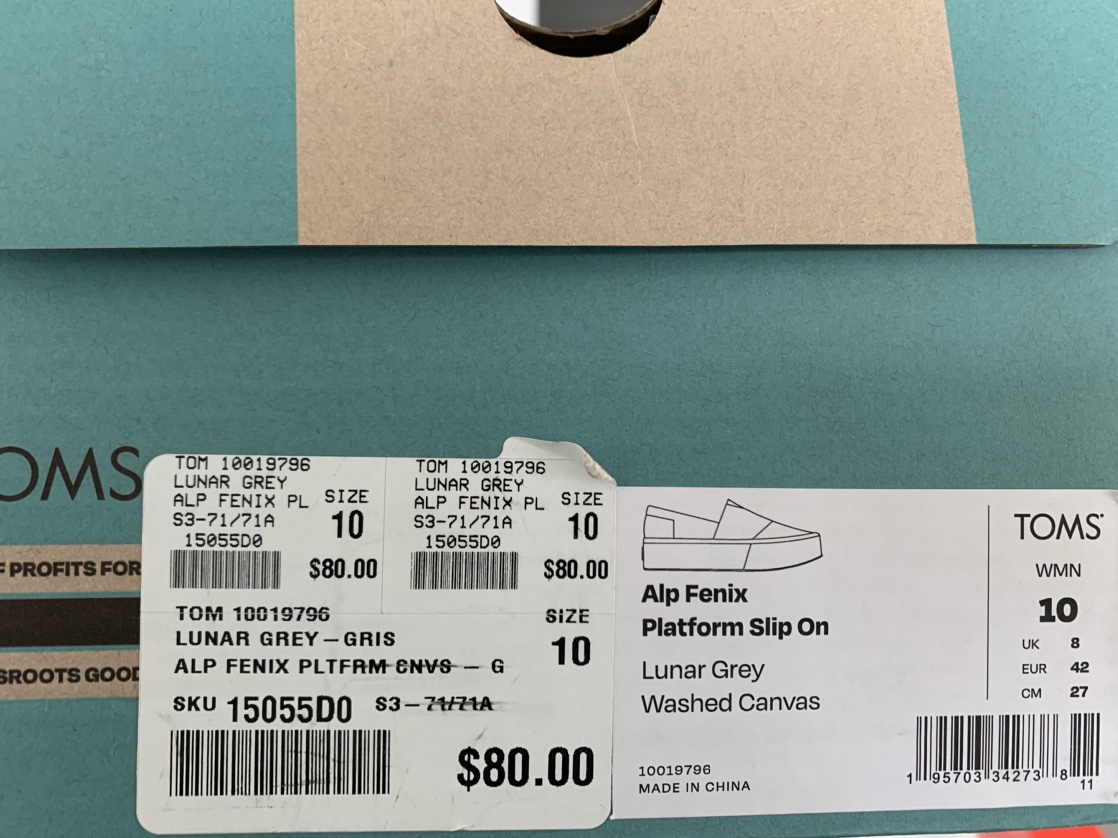 OMS
F PROFITS FOR
SROOTS GOOD
TOM 10019796
LUNAR GREY
ALP FENIX PL SIZE
S3-71/71A 10
15055D0
$80.00
TOM 10019796
LUNAR GREY
ALP FENIX PL SIZE
S3-71/71A 10
15055D0
$80.00
TOM 10019796 SIZE
LUNAR GREY-GRIS
ALP FENIX PLTFRM CNVS - G 10
SKU 15055D0 S3-71/71A
$80.00
Alp Fenix
Platform Slip On
Lunar Grey
Washed Canvas
10019796
MADE IN CHINA
TOMS
WMN
10
UK 8
EUR 42
CM 27
1 95703 34273 8
11